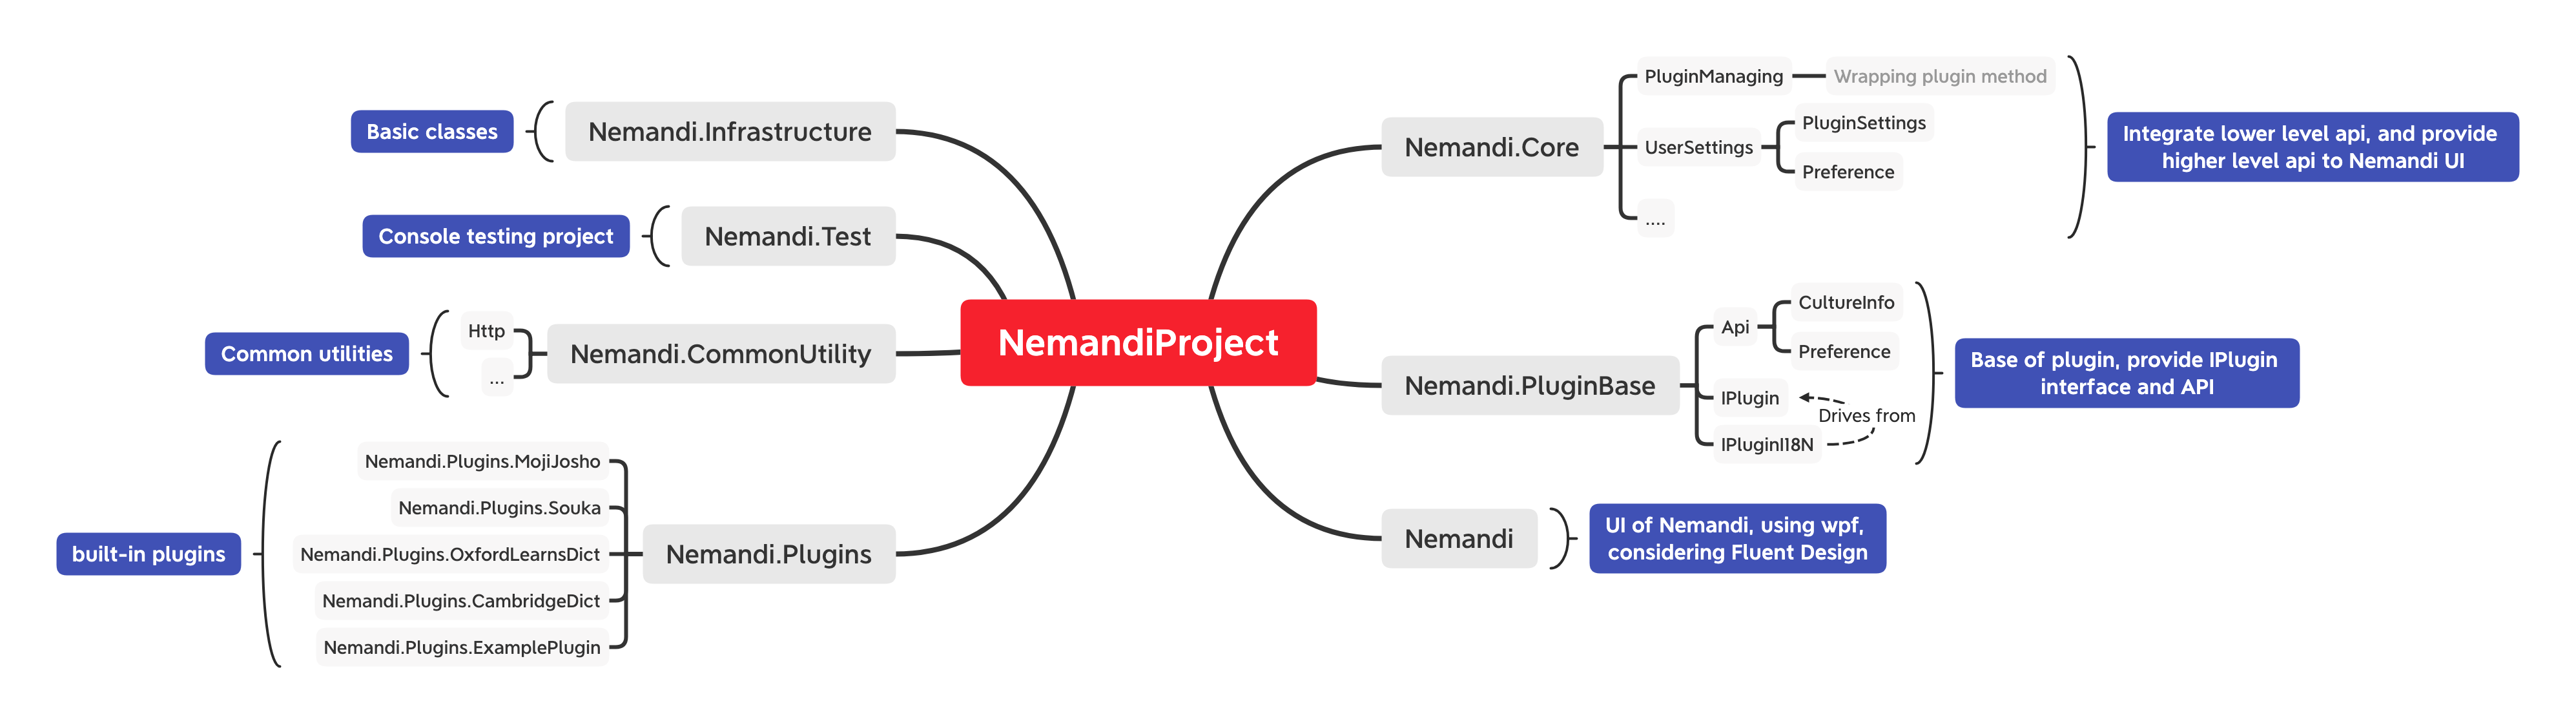 NemandiProject
Nemandi.Core
PluginManaging
Wrapping plugin method
UserSettings
PluginSettings
Preference
....
Integrate lower level api, and provide
higher level api to Nemandi UI
Nemandi.PluginBase
Api
CultureInfo
Preference
IPlugin
Drives from
IPluginI18N
Base of plugin, provide IPlugin
interface and API
Nemandi
UI of Nemandi, using wpf,
considering Fluent Design
Nemandi.Infrastructure
Basic classes
Nemandi.Test
Console testing project
Nemandi.CommonUtility
Http
...
Common utilities
Nemandi.Plugins
Nemandi.Plugins.MojiJosho
Nemandi.Plugins.Souka
Nemandi.Plugins.OxfordLearnsDict
Nemandi.Plugins.CambridgeDict
Nemandi.Plugins.ExamplePlugin
built-in plugins